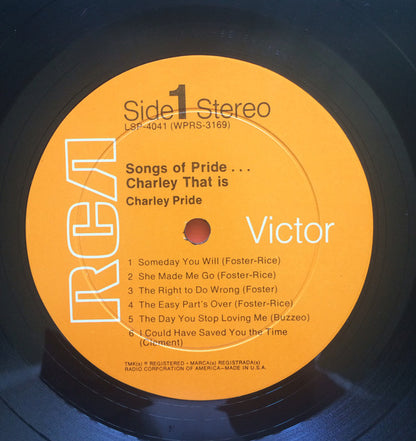 Side 1 Stereo
LSP-4041 (WPRS-3169)
Songs of Pride . . .
Charley That is
Charley Pride
RCA
Victor
1 Someday You Will (Foster-Rice)
2 She Made Me Go (Foster-Rice)
3 The Right to Do Wrong (Foster)
4 The Easy Part's Over (Foster-Rice)
5 The Day You Stop Loving Me (Buzzeo)
6 I Could Have Saved You the Time
(Clement)
TMK(s) ® REGISTERED • MARCA(s) REGISTRADA(s)
RADIO CORPORATION OF AMERICA—MADE IN U.S.A.